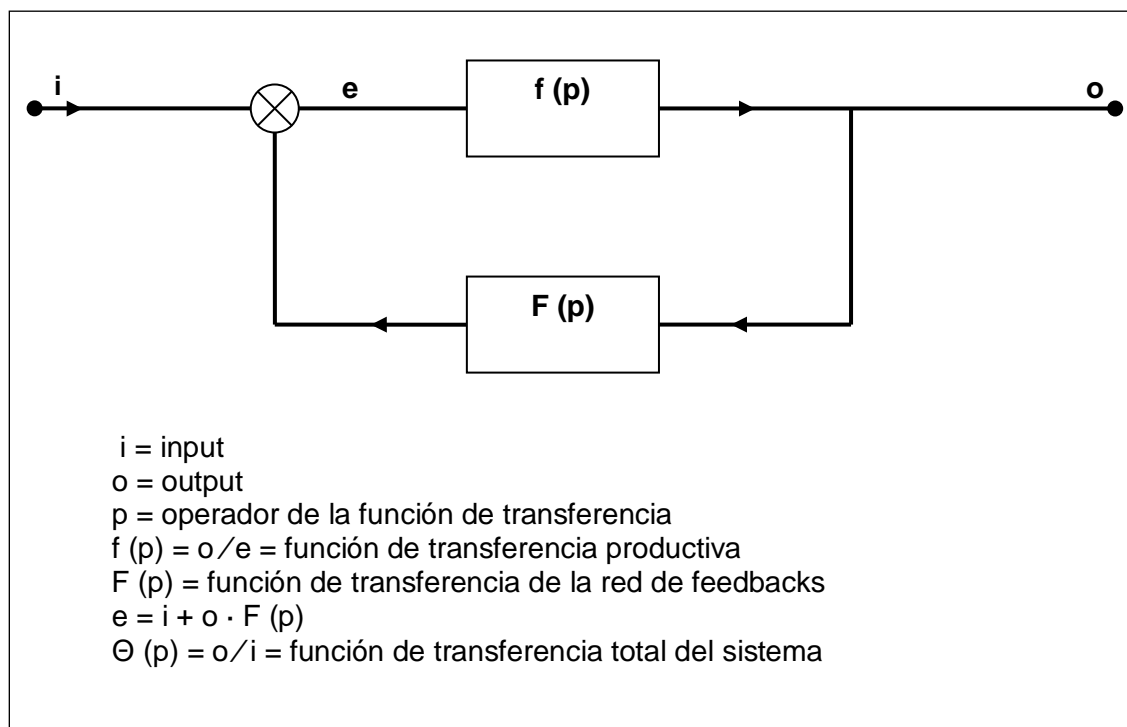 i
e
f (p)
o
F (p)
i = input
o = output
p = operador de la función de transferencia
f (p) = o ∕ e = función de transferencia productiva
F (p) = función de transferencia de la red de feedbacks
e = i + o · F (p)
Θ (p) = o ∕ i = función de transferencia total del sistema